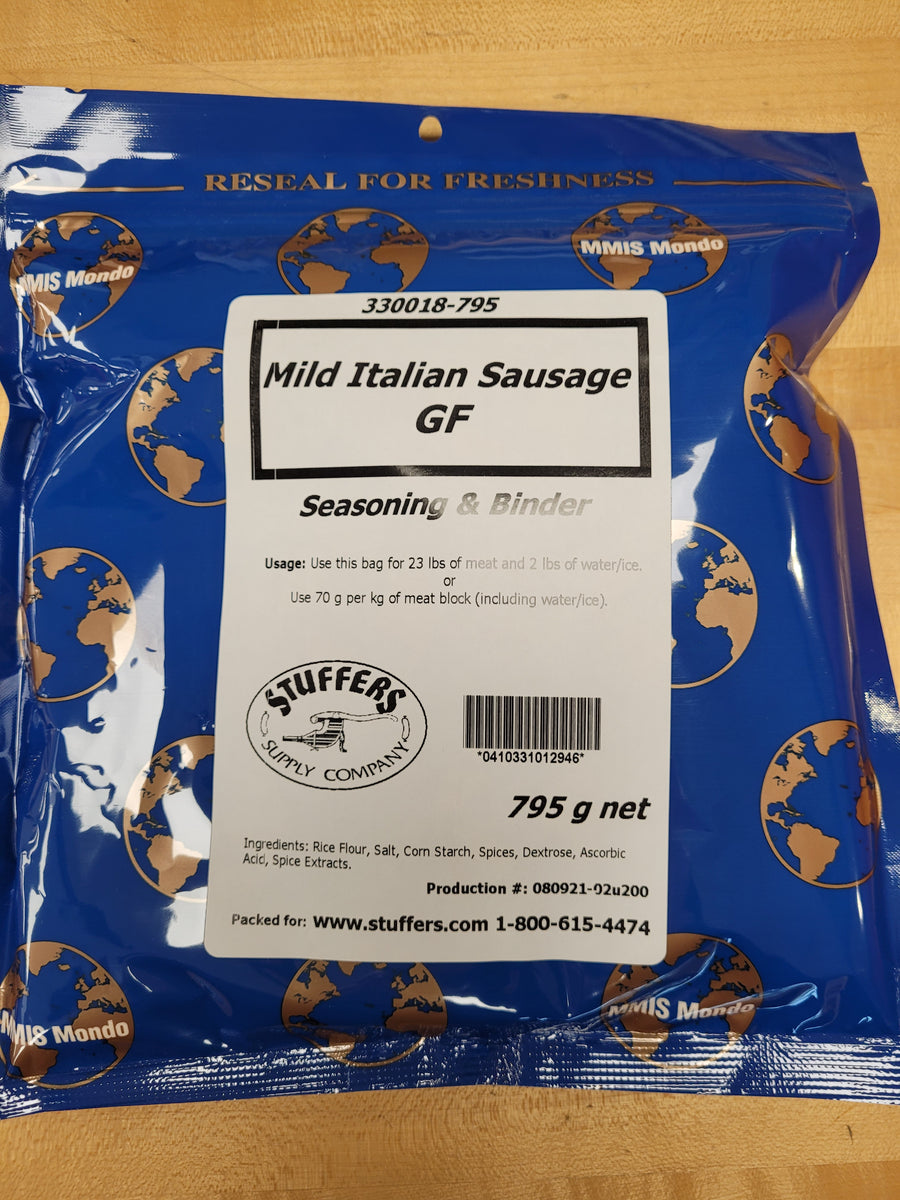 RESEAL FOR FRESHNESS
MMIS Mondo
MMIS Mondo
330018-795
Mild Italian Sausage
GF
Seasoning & Binder
Usage: Use this bag for 23 lbs of meat and 2 lbs of water/ice.
or
Use 70 g per kg of meat block (including water/ice).
STUFFERS
SUPPLY COMPANY
*0410331012946*
795 g net
Ingredients: Rice Flour, Salt, Corn Starch, Spices, Dextrose, Ascorbic
Acid, Spice Extracts.
Production #: 080921-02u200
Packed for: www.stuffers.com 1-800-615-4474
MMIS Mondo
MMIS Mondo